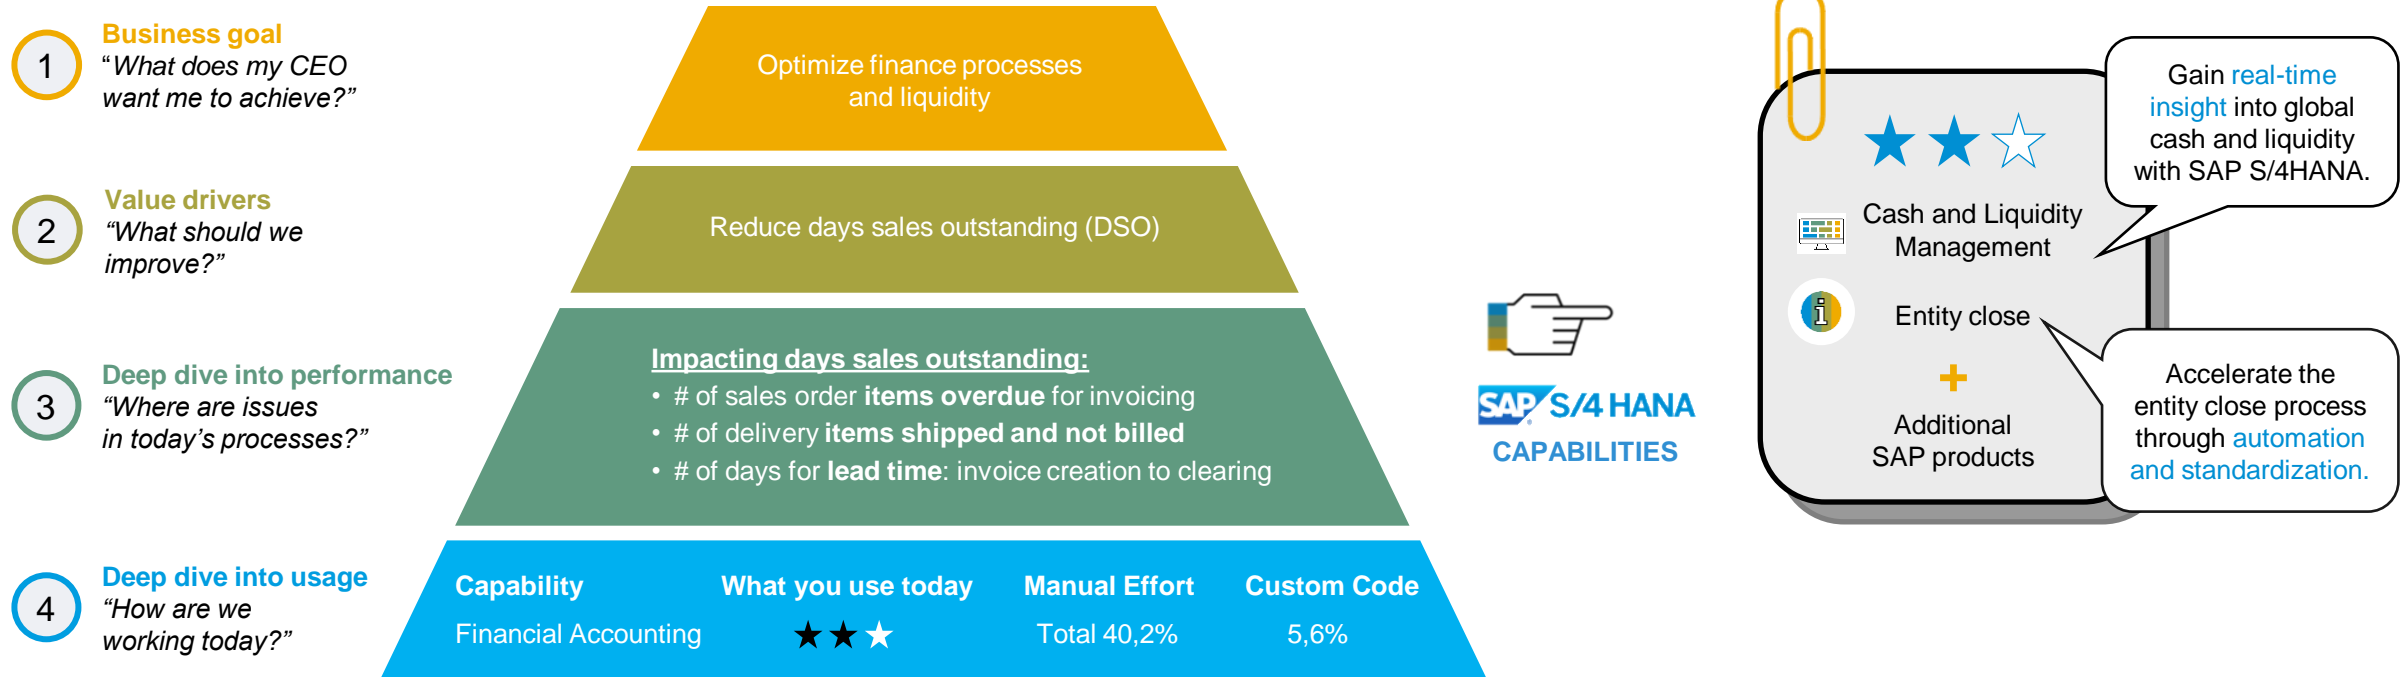 1
Business goal
“What does my CEO
want me to achieve?”
Optimize finance processes
and liquidity
2
Value drivers
“What should we
improve?”
Reduce days sales outstanding (DSO)
3
Deep dive into performance
“Where are issues
in today’s processes?”
Impacting days sales outstanding:
• # of sales order items overdue for invoicing
• # of delivery items shipped and not billed
• # of days for lead time: invoice creation to clearing
4
Deep dive into usage
“How are we
working today?”
Capability What you use today Manual Effort Custom Code
Financial Accounting ★★★ Total 40,2% 5,6%
SAP S/4 HANA
CAPABILITIES
Cash and Liquidity
Management
i
Entity close
+
Additional
SAP products
Gain real-time
insight into global
cash and liquidity
with SAP S/4HANA.
Accelerate the
entity close process
through automation
and standardization.